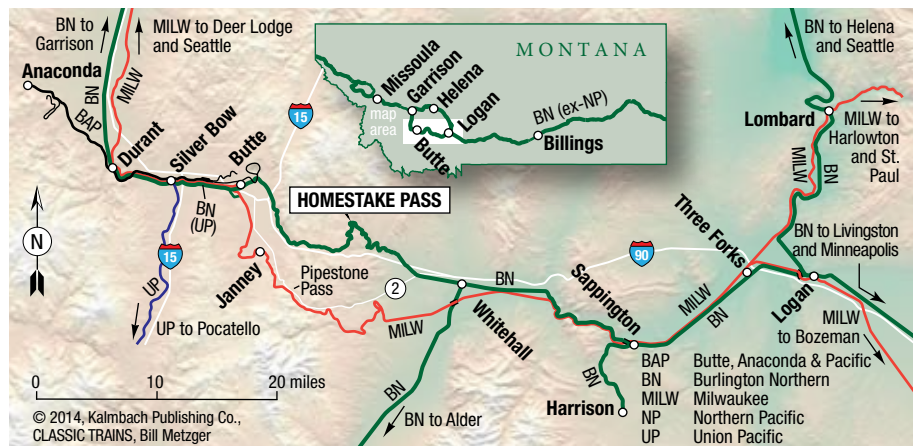 BN to
Garrison
MILW to Deer Lodge
and Seattle
Anaconda
BN
MILW
BAP
Durant
Silver Bow
Butte
15
MONTANA
Missoula
Garrison
Helena
map
area
Logan
Butte
BN (ex-NP)
Billings
BN to Helena
and Seattle
Lombard
MILW to
Harlowton
and St.
Paul
MILW
BN
HOMESTAKE PASS
BN
(UP)
N
15
UP
UP to Pocatello
Janney
Pipestone
Pass
2
MILW
BN
Whitehall
BN
BN to Alder
90
Sappington
Three Forks
MILW
BN
BN to Livingston
and Minneapolis
Logan
MILW
to Bozeman
BN
Harrison
0 10 20 miles
BAP Butte, Anaconda & Pacific
BN Burlington Northern
MILW Milwaukee
NP Northern Pacific
UP Union Pacific
© 2014, Kalmbach Publishing Co.,
CLASSIC TRAINS, Bill Metzger